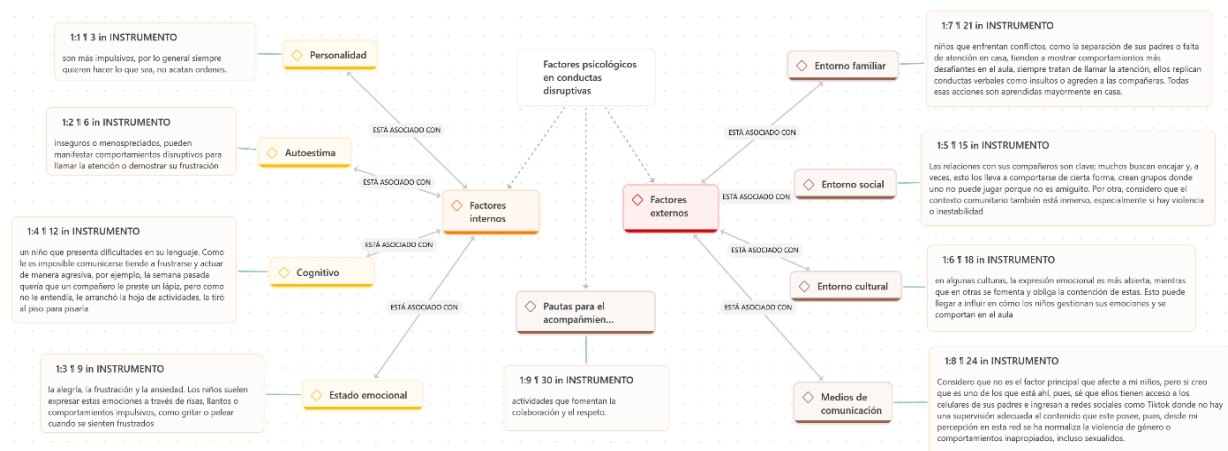 1:1 ¶ 3 in INSTRUMENTO
son más impulsivos, por lo general siempre
quieren hacer lo que sea, no acatan ordenes.
Personalidad
1:2 ¶ 6 in INSTRUMENTO
inseguros o menospreciados, pueden
manifestar comportamientos disruptivos para
llamar la atención o demostrar su frustración
Autoestima
1:4 ¶ 12 in INSTRUMENTO
un niño que presenta dificultades en su lenguaje. Como
le es imposible comunicarse tiende a frustrarse y actuar
de manera agresiva, por ejemplo, la semana pasada
quería que un compañero le preste un lápiz, pero como
no le entendía, le arranchó la hoja de actividades, la tiró
al piso para pisarla
Cognitivo
1:3 ¶ 9 in INSTRUMENTO
la alegría, la frustración y la ansiedad. Los niños suelen
expresar estas emociones a través de risas, llantos o
comportamientos impulsivos, como gritar o pelear
cuando se sienten frustrados
Estado emocional
ESTÁ ASOCIADO CON
ESTÁ ASOCIADO CON
ESTÁ ASOCIADO CON
ESTÁ ASOCIADO CON
Factores
internos
Factores psicológicos
en conductas
disruptivas
Pautas para el
acompañmien...
1:9 ¶ 30 in INSTRUMENTO
actividades que fomentan la
colaboración y el respeto.
Factores
externos
ESTÁ ASOCIADO CON
ESTÁ ASOCIADO CON
ESTÁ ASOCIADO CON
ESTÁ ASOCIADO CON
Entorno familiar
1:7 ¶ 21 in INSTRUMENTO
niños que enfrentan conflictos, como la separación de sus padres o falta
de atención en casa, tienden a mostrar comportamientos más
desafiantes en el aula, siempre tratan de llamar la atención, ellos replican
conductas verbales como insultos o agreden a las compañeras. Todas
esas acciones son aprendidas mayormente en casa.
Entorno social
1:5 ¶ 15 in INSTRUMENTO
Las relaciones con sus compañeros son clave; muchos buscan encajar y, a
veces, esto los lleva a comportarse de cierta forma, crean grupos donde
uno no puede jugar porque no es amiguito. Por otra, considero que el
contexto comunitario también está inmerso, especialmente si hay violencia
o inestabilidad
Entorno cultural
1:6 ¶ 18 in INSTRUMENTO
en algunas culturas, la expresión emocional es más abierta, mientras
que en otras se fomenta y obliga la contención de estas. Esto puede
llegar a influir en cómo los niños gestionan sus emociones y se
comportan en el aula
Medios de
comunicación
1:8 ¶ 24 in INSTRUMENTO
Considero que no es el factor principal que afecte a mi niños, pero si creo
que es uno de los que está ahí, pues, sé que ellos tienen acceso a los
celulares de sus padres e ingresan a redes sociales como Tiktok donde no hay
una supervisión adecuada al contenido que este posee, pues, desde mi
percepción en esta red se ha normaliza la violencia de género o
comportamientos inapropiados, incluso sexualidos.